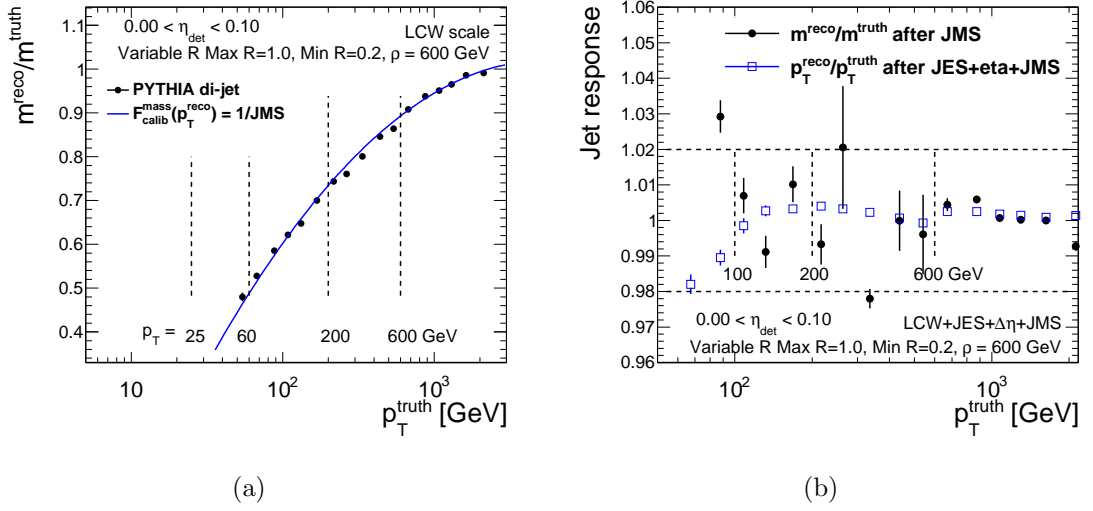 m^reco/m^truth
1.1
1
0.9
0.8
0.7
0.6
0.5
0.4
0.00 < η_det < 0.10
LCW scale
Variable R Max R=1.0, Min R=0.2, ρ = 600 GeV
PYTHIA di-jet
F^mass_calib(p_T^reco) = 1/JMS
p_T = 25 60 200 600 GeV
10 10^2 10^3
p_T^truth [GeV]
(a)
Jet response
1.06
1.05
1.04
1.03
1.02
1.01
1
0.99
0.98
0.97
0.96
m^reco/m^truth after JMS
p_T^reco/p_T^truth after JES+eta+JMS
100 200 600 GeV
0.00 < η_det < 0.10
LCW+JES+Δη+JMS
Variable R Max R=1.0, Min R=0.2, ρ = 600 GeV
10^2 10^3
p_T^truth [GeV]
(b)